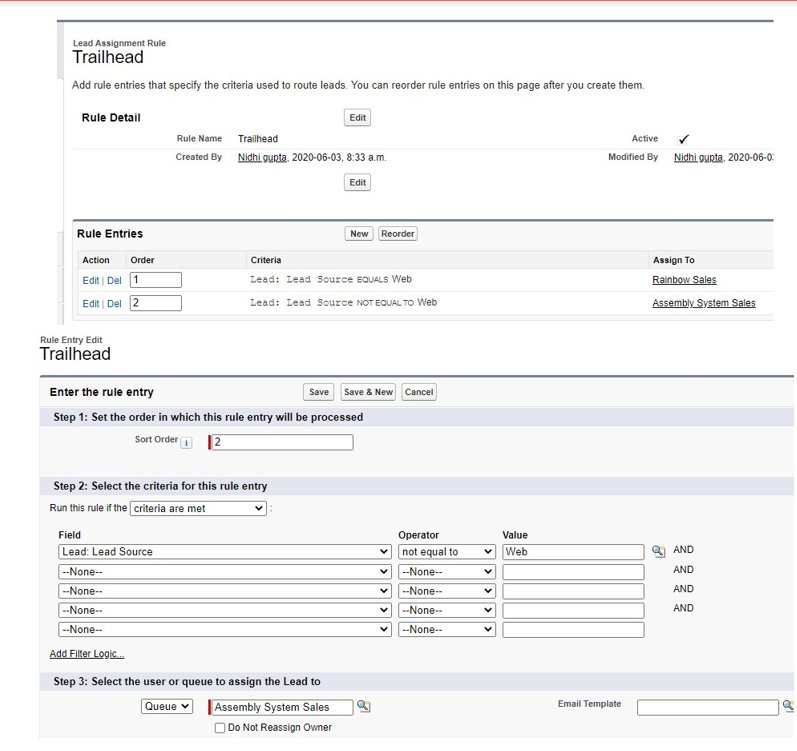 Lead Assignment Rule
Trailhead
Add rule entries that specify the criteria used to route leads. You can reorder rule entries on this page after you create them.
Rule Detail Edit
Rule Name Trailhead Active ✓
Created By Nidhi gupta, 2020-06-03, 8:33 a.m. Modified By Nidhi gupta, 2020-06-03
Edit
Rule Entries New Reorder
Action Order Criteria Assign To
Edit | Del 1 Lead: Lead Source EQUALS Web Rainbow Sales
Edit | Del 2 Lead: Lead Source NOT EQUAL TO Web Assembly System Sales
Rule Entry Edit
Trailhead
Enter the rule entry Save Save & New Cancel
Step 1: Set the order in which this rule entry will be processed
Sort Order i 2
Step 2: Select the criteria for this rule entry
Run this rule if the criteria are met :
Field Operator Value
Lead: Lead Source not equal to Web AND
--None-- --None-- AND
--None-- --None-- AND
--None-- --None-- AND
--None-- --None--
Add Filter Logic...
Step 3: Select the user or queue to assign the Lead to
Queue Assembly System Sales Email Template
Do Not Reassign Owner